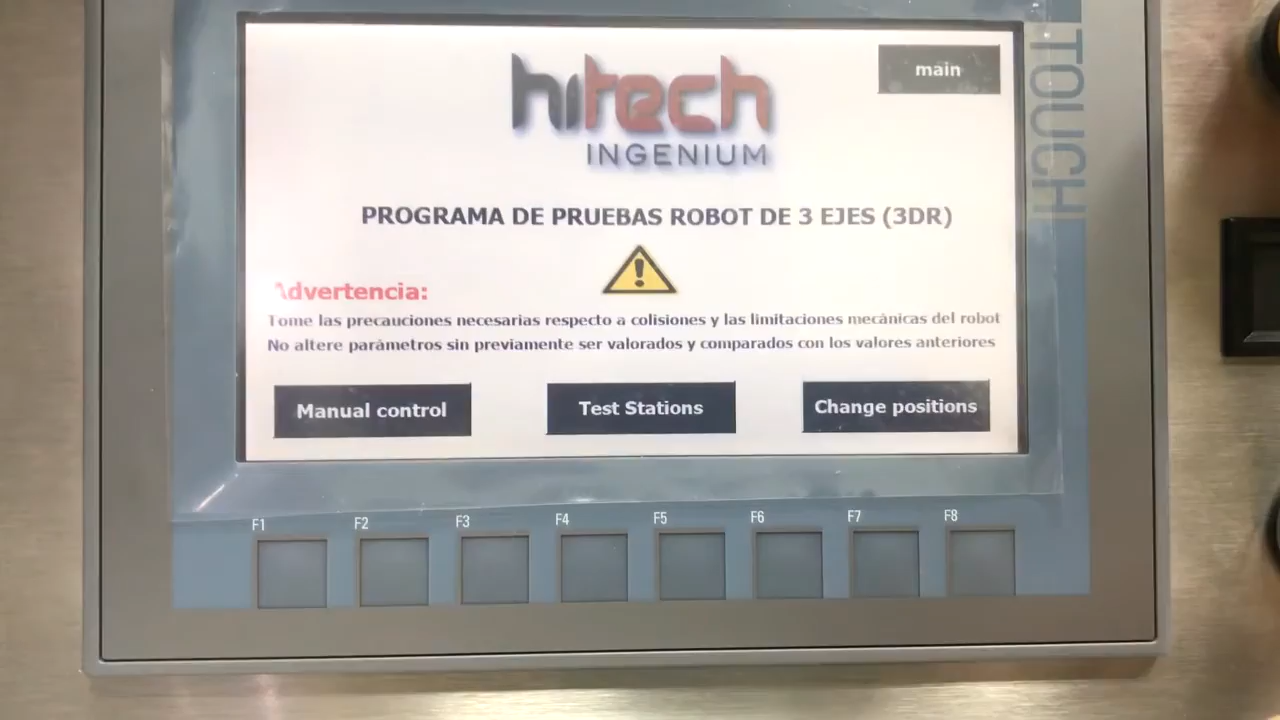 hitech
INGENIUM
main
TOUCH
PROGRAMA DE PRUEBAS ROBOT DE 3 EJES (3DR)
Advertencia:
Tome las precauciones necesarias respecto a colisiones y las limitaciones mecánicas del robot
No altere parámetros sin previamente ser valorados y comparados con los valores anteriores
Manual control
Test Stations
Change positions
F1 F2 F3 F4 F5 F6 F7 F8